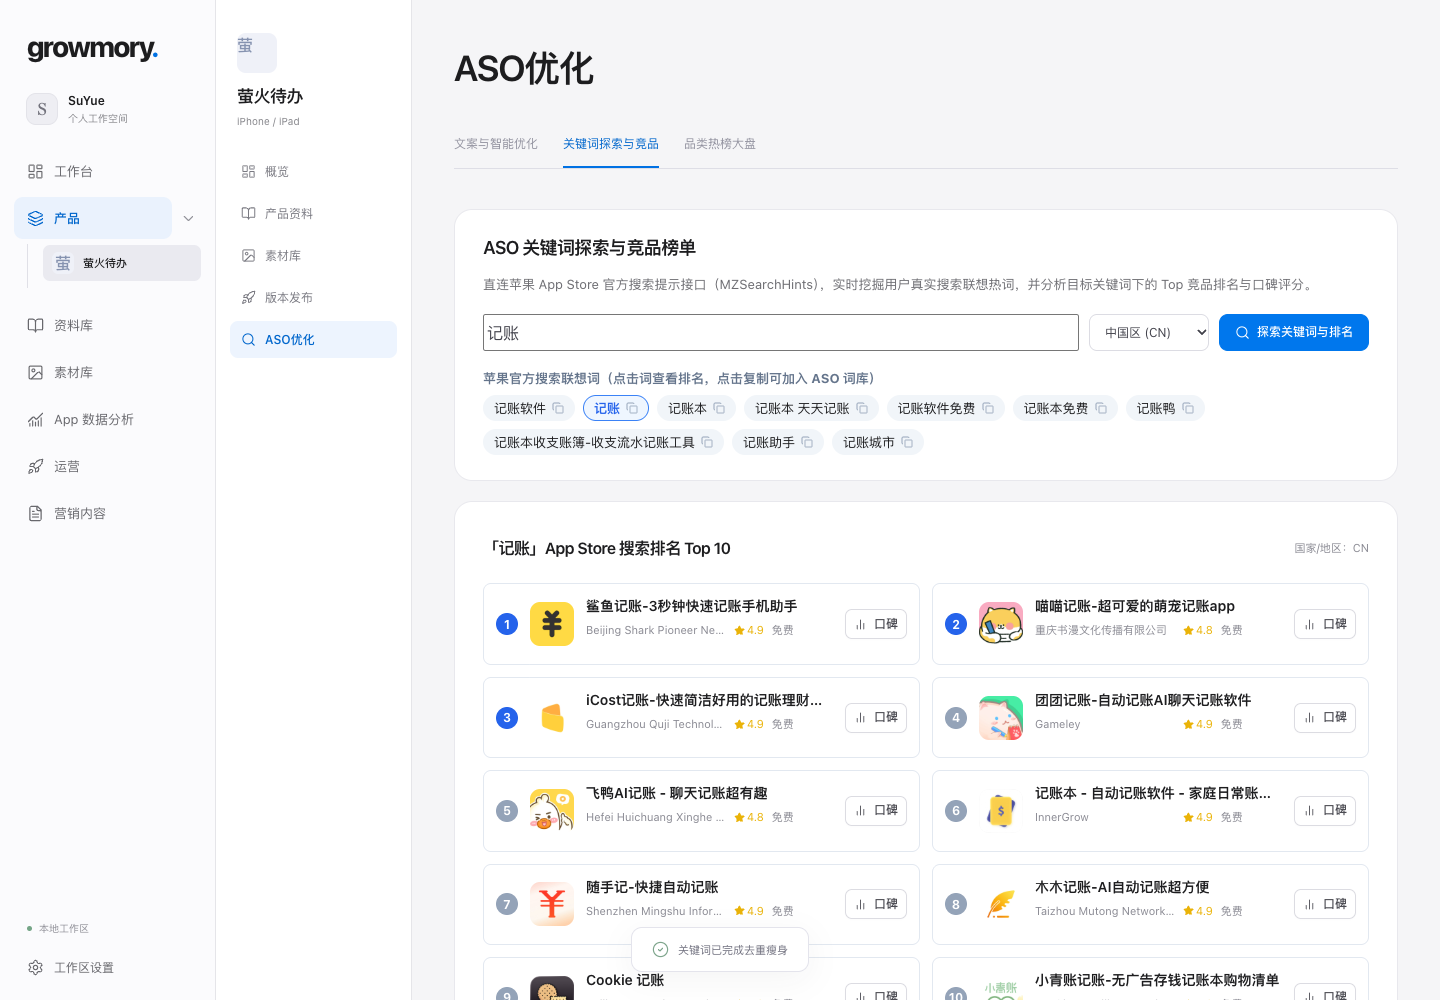 growmory.
S
SuYue
个人工作空间
工作台
产品
萤
萤火待办
资料库
素材库
App 数据分析
运营
营销内容
本地工作区
工作区设置
萤
萤火待办
iPhone / iPad
概览
产品资料
素材库
版本发布
ASO优化
ASO优化
文案与智能优化
关键词探索与竞品
品类热榜大盘
ASO 关键词探索与竞品榜单
直连苹果 App Store 官方搜索提示接口（MZSearchHints），实时挖掘用户真实搜索联想热词，并分析目标关键词下的 Top 竞品排名与口碑评分。
记账
中国区 (CN)
探索关键词与排名
苹果官方搜索联想词（点击词查看排名，点击复制可加入 ASO 词库）
记账软件
记账
记账本
记账本 天天记账
记账软件免费
记账本免费
记账鸭
记账本收支账簿-收支流水记账工具
记账助手
记账城市
「记账」App Store 搜索排名 Top 10
国家/地区：CN
1
鲨鱼记账-3秒钟快速记账手机助手
Beijing Shark Pioneer Ne...
4.9
免费
口碑
2
喵喵记账-超可爱的萌宠记账app
重庆书漫文化传播有限公司
4.8
免费
口碑
3
iCost记账-快速简洁好用的记账理财...
Guangzhou Quji Technol...
4.9
免费
口碑
4
团团记账-自动记账AI聊天记账软件
Gameley
4.9
免费
口碑
5
飞鸭AI记账 - 聊天记账超有趣
Hefei Huichuang Xinghe ...
4.8
免费
口碑
6
记账本 - 自动记账软件 - 家庭日常账...
InnerGrow
4.9
免费
口碑
7
随手记-快捷自动记账
Shenzhen Mingshu Infor...
4.9
免费
口碑
8
木木记账-AI自动记账超方便
Taizhou Mutong Network...
4.9
免费
口碑
关键词已完成去重瘦身
9
Cookie 记账
口碑
10
小青账
小青账记账-无广告存钱记账本购物清单
口碑